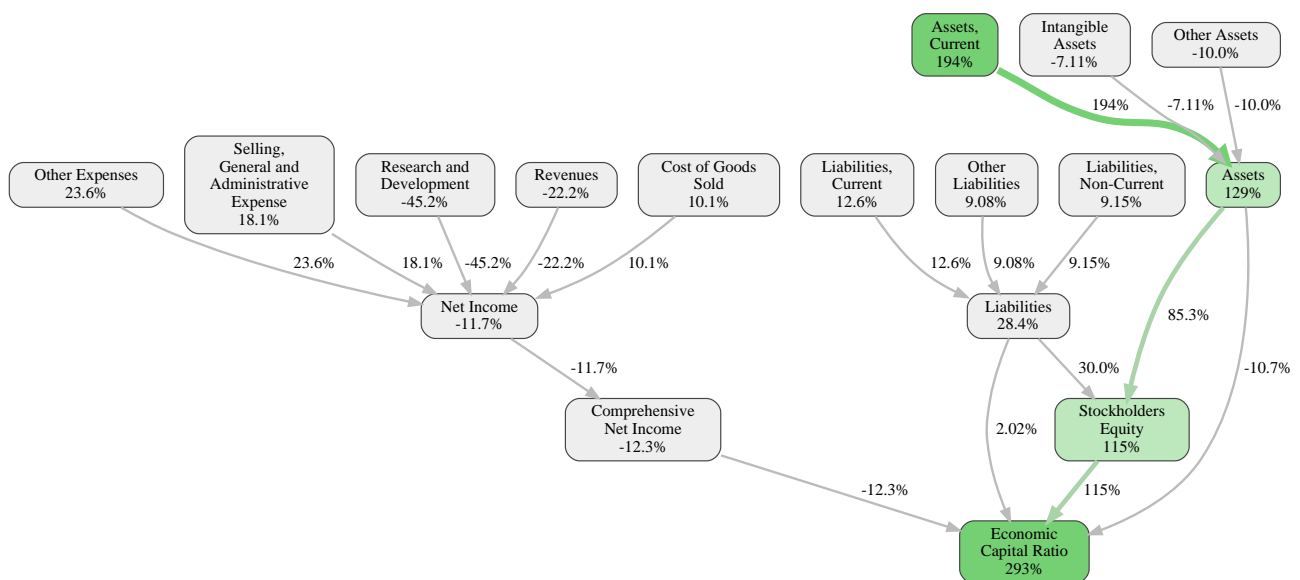 Assets,
Current
194%
Intangible
Assets
-7.11%
Other Assets
-10.0%
194%
-7.11%
-10.0%
Other Expenses
23.6%
Selling,
General and
Administrative
Expense
18.1%
Research and
Development
-45.2%
Revenues
-22.2%
Cost of Goods
Sold
10.1%
Liabilities,
Current
12.6%
Other
Liabilities
9.08%
Liabilities,
Non-Current
9.15%
Assets
129%
23.6%
18.1%
-45.2%
-22.2%
10.1%
12.6%
9.08%
9.15%
Net Income
-11.7%
Liabilities
28.4%
85.3%
-11.7%
30.0%
-10.7%
Comprehensive
Net Income
-12.3%
2.02%
Stockholders
Equity
115%
-12.3%
115%
Economic
Capital Ratio
293%